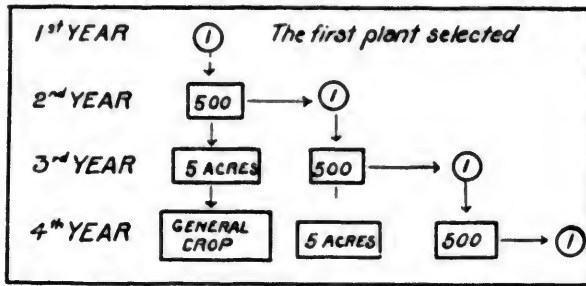 1st YEAR 1 The first plant selected
2nd YEAR 500 1
3rd YEAR 5 ACRES 500 1
4th YEAR GENERAL CROP 5 ACRES 500 1